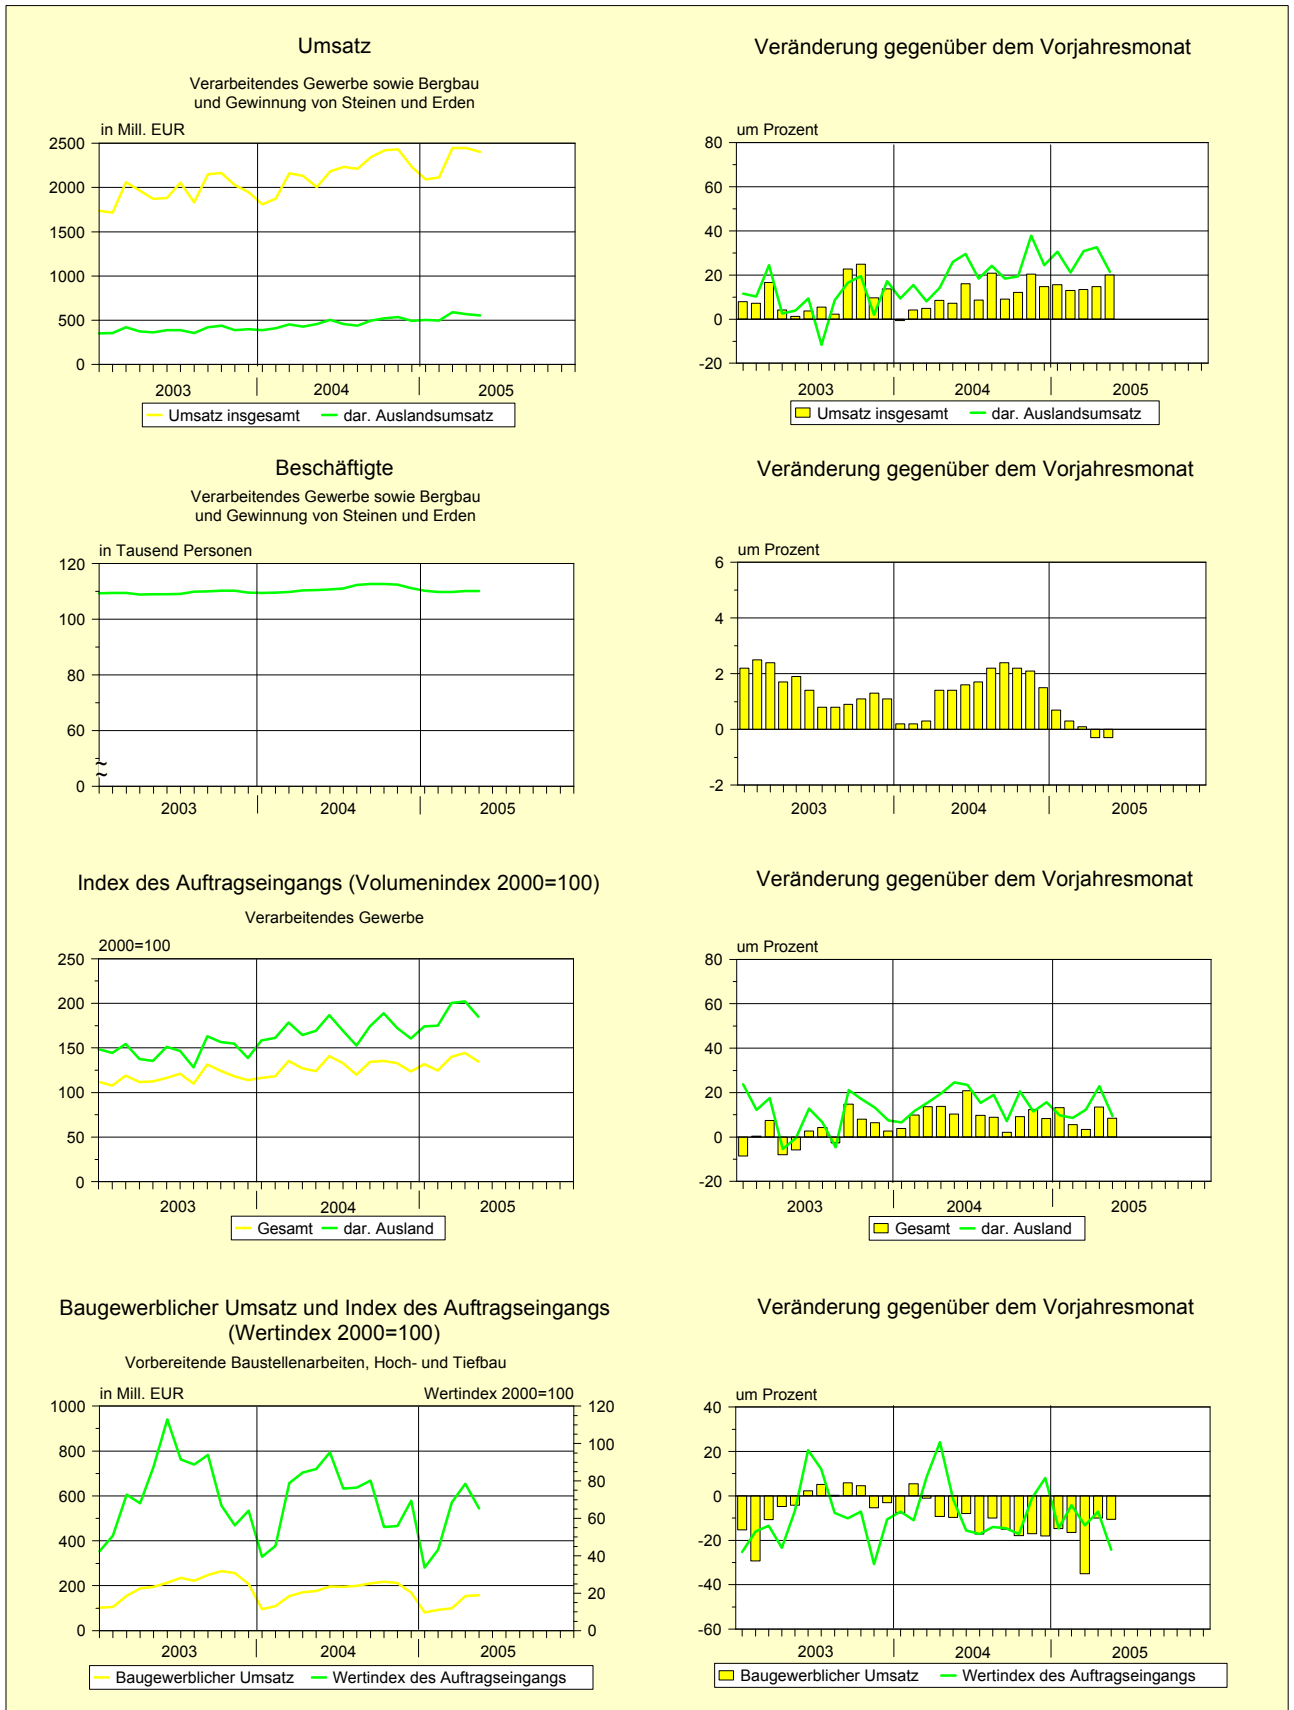 Umsatz
Verarbeitendes Gewerbe sowie Bergbau
und Gewinnung von Steinen und Erden
in Mill. EUR
2500
2000
1500
1000
500
0
2003
2004
2005
Umsatz insgesamt
dar. Auslandsumsatz
Veränderung gegenüber dem Vorjahresmonat
um Prozent
80
60
40
20
0
-20
2003
2004
2005
Umsatz insgesamt
dar. Auslandsumsatz
Beschäftigte
Verarbeitendes Gewerbe sowie Bergbau
und Gewinnung von Steinen und Erden
in Tausend Personen
120
100
80
60
~
~
0
2003
2004
2005
Veränderung gegenüber dem Vorjahresmonat
um Prozent
6
4
2
0
-2
2003
2004
2005
Index des Auftragseingangs (Volumenindex 2000=100)
Verarbeitendes Gewerbe
2000=100
250
200
150
100
50
0
2003
2004
2005
Gesamt
dar. Ausland
Veränderung gegenüber dem Vorjahresmonat
um Prozent
80
60
40
20
0
-20
2003
2004
2005
Gesamt
dar. Ausland
Baugewerblicher Umsatz und Index des Auftragseingangs
(Wertindex 2000=100)
Vorbereitende Baustellenarbeiten, Hoch- und Tiefbau
in Mill. EUR
Wertindex 2000=100
1000
800
600
400
200
0
120
100
80
60
40
20
0
2003
2004
2005
Baugewerblicher Umsatz
Wertindex des Auftragseingangs
Veränderung gegenüber dem Vorjahresmonat
um Prozent
40
20
0
-20
-40
-60
2003
2004
2005
Baugewerblicher Umsatz
Wertindex des Auftragseingangs